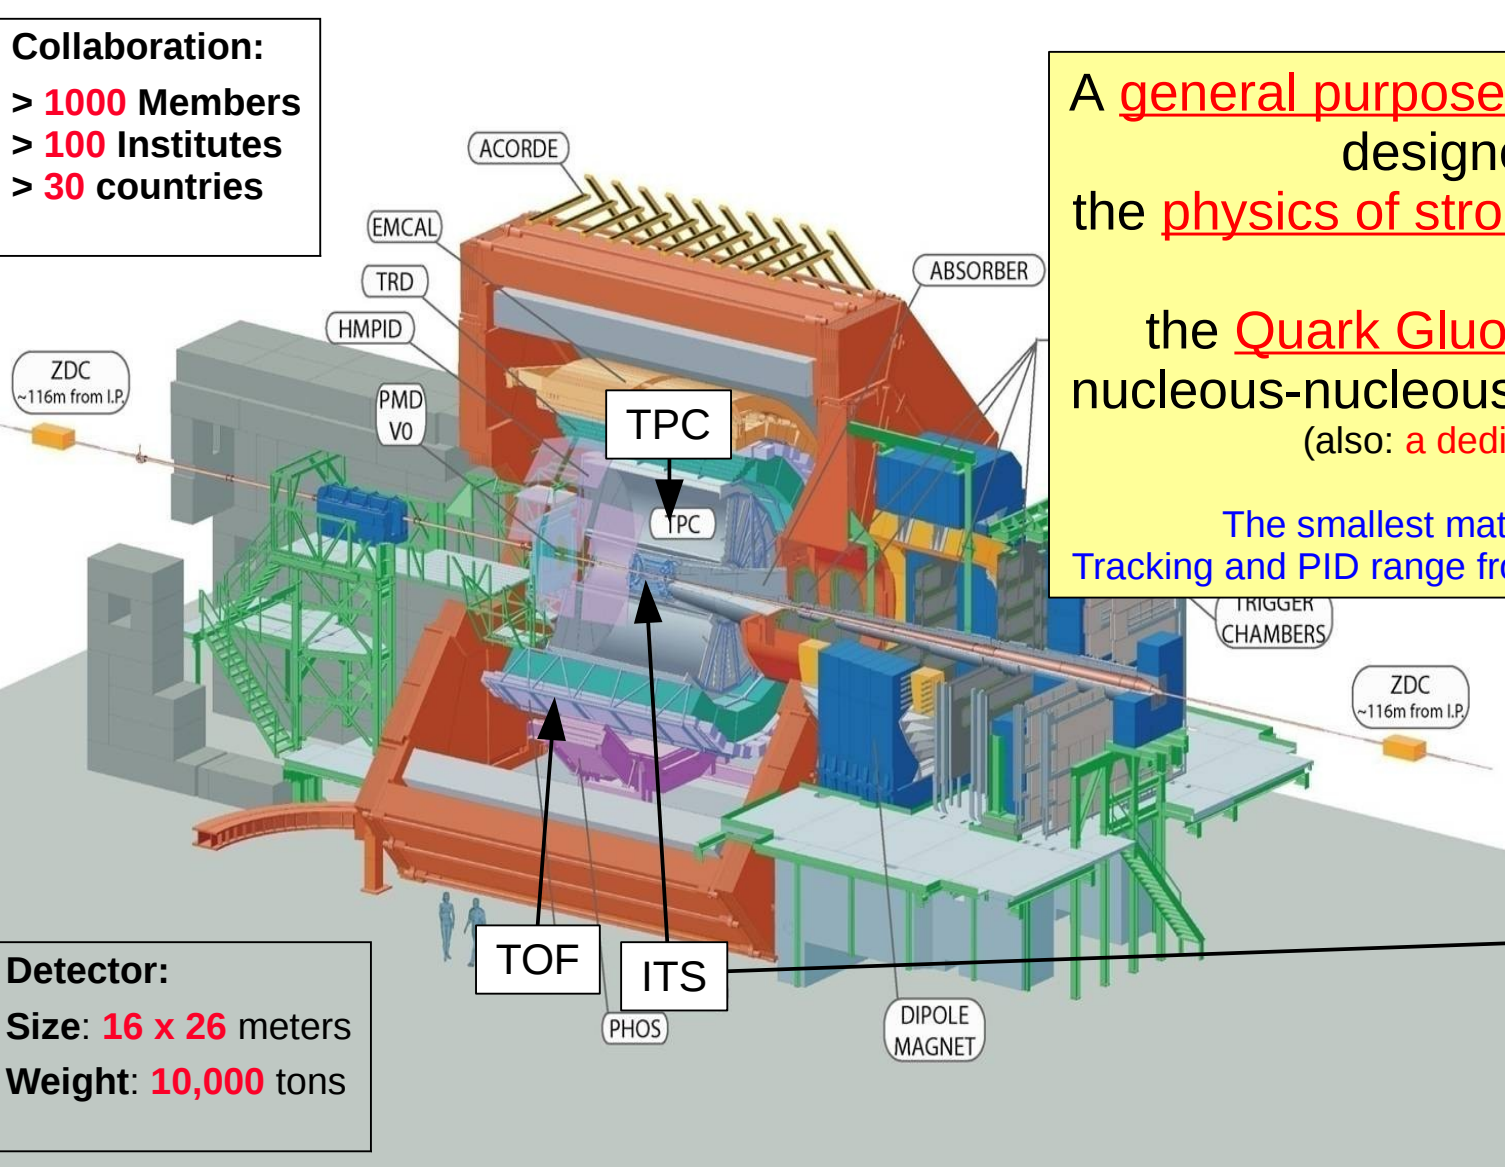 Collaboration:
> 1000 Members
> 100 Institutes
> 30 countries
A general purpose
designe
the physics of stro
the Quark Gluo
nucleous-nucleous
(also: a dedi
The smallest mat
Tracking and PID range fro
ACORDE
EMCAL
TRD
HMPID
ABSORBER
ZDC
~116m from I.P.
PMD
V0
TPC
TPC
TRIGGER
CHAMBERS
ZDC
~116m from I.P.
TOF
ITS
PHOS
DIPOLE
MAGNET
Detector:
Size: 16 x 26 meters
Weight: 10,000 tons